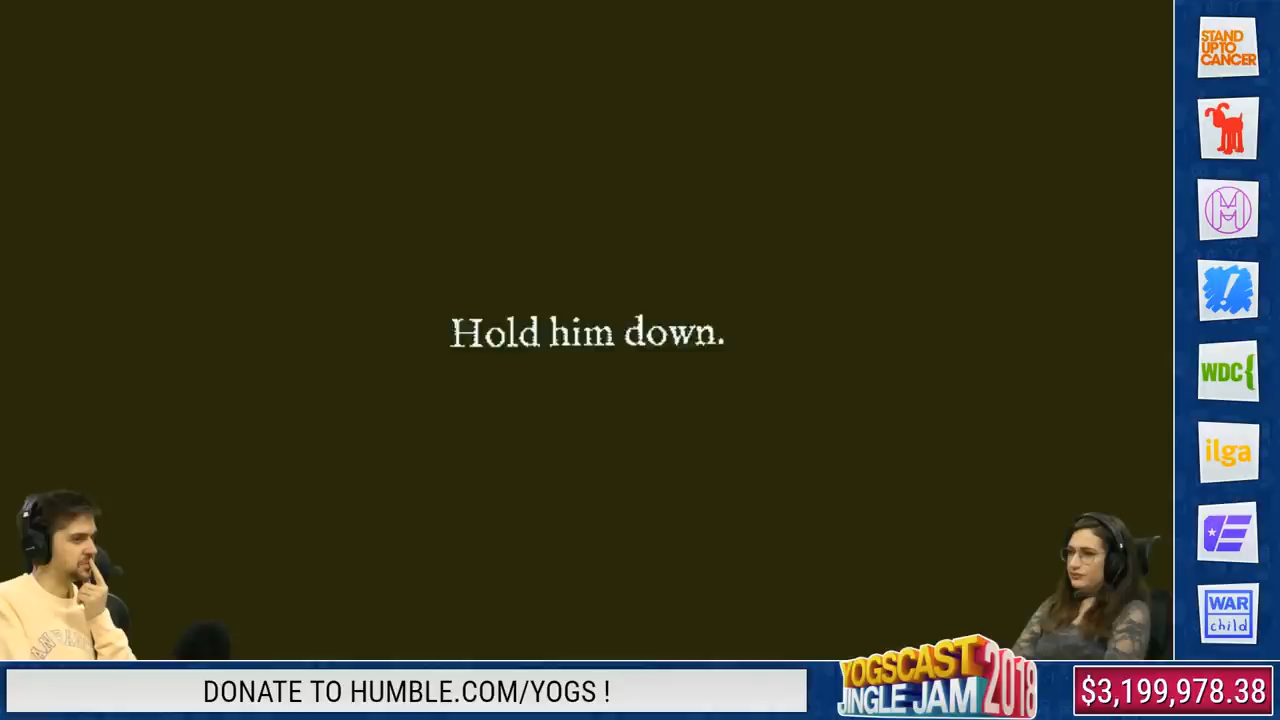 Hold him down.
STAND
UP TO
CANCER
WDC
ilga
WAR
child
DONATE TO HUMBLE.COM/YOGS !
YOGSCAST
JINGLE JAM 2018
$3,199,978.38